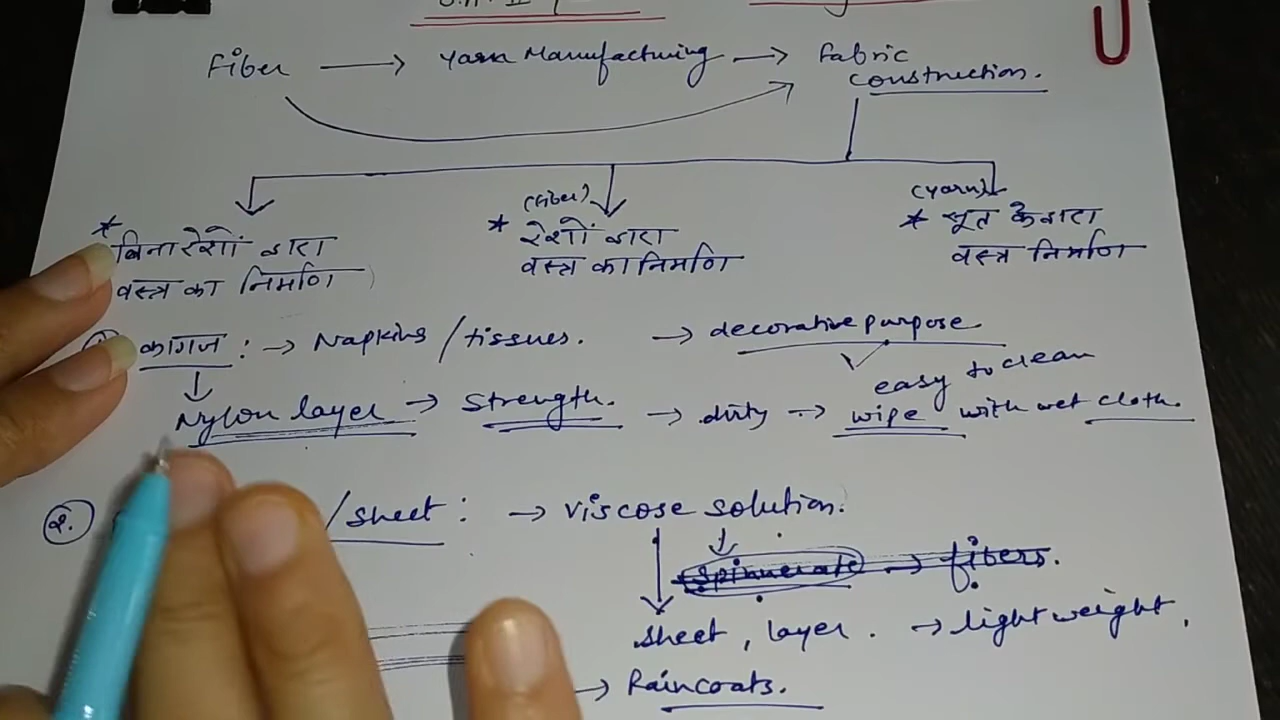 Fiber → Yarn Manufacturing → Fabric
construction.
* बिना रेशों द्वारा
वस्त्र का निर्माण
(Fiber)
* रेशों द्वारा
वस्त्र का निर्माण
(Yarn)
* सूत के द्वारा
वस्त्र निर्माण
कागज : → Napkins / tissues. → decorative purpose
Nylon layer → Strength. → dirty → wipe with wet cloth.
easy to clean
2. /sheet : → viscose solution.
Spinnerate → fibers.
sheet, layer. → light weight,
→ Raincoats.